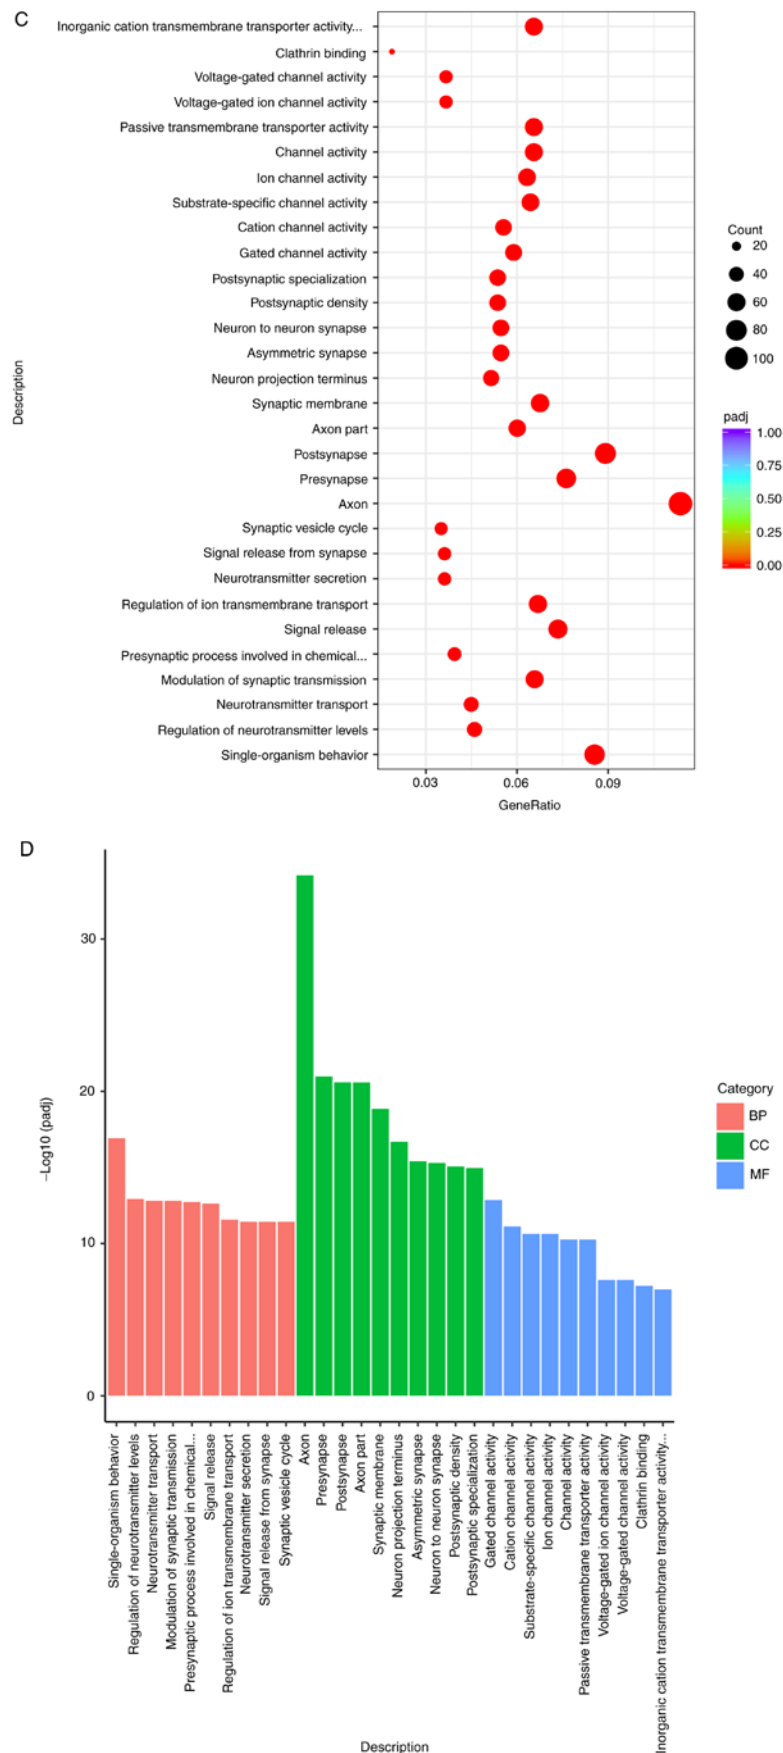 C
Inorganic cation transmembrane transporter activity...
Clathrin binding
Voltage-gated channel activity
Voltage-gated ion channel activity
Passive transmembrane transporter activity
Channel activity
Ion channel activity
Substrate-specific channel activity
Cation channel activity
Gated channel activity
Postsynaptic specialization
Postsynaptic density
Neuron to neuron synapse
Asymmetric synapse
Neuron projection terminus
Synaptic membrane
Axon part
Postsynapse
Presynapse
Axon
Synaptic vesicle cycle
Signal release from synapse
Neurotransmitter secretion
Regulation of ion transmembrane transport
Signal release
Presynaptic process involved in chemical...
Modulation of synaptic transmission
Neurotransmitter transport
Regulation of neurotransmitter levels
Single-organism behavior
Description
0.03
0.06
0.09
GeneRatio
Count
20
40
60
80
100
padj
1.00
0.75
0.50
0.25
0.00
D
30
20
10
0
−Log10 (padj)
Category
BP
CC
MF
Single-organism behavior
Regulation of neurotransmitter levels
Neurotransmitter transport
Modulation of synaptic transmission
Presynaptic process involved in chemical...
Signal release
Regulation of ion transmembrane transport
Neurotransmitter secretion
Signal release from synapse
Synaptic vesicle cycle
Axon
Presynapse
Postsynapse
Axon part
Synaptic membrane
Neuron projection terminus
Asymmetric synapse
Neuron to neuron synapse
Postsynaptic density
Postsynaptic specialization
Gated channel activity
Cation channel activity
Substrate-specific channel activity
Ion channel activity
Channel activity
Passive transmembrane transporter activity
Voltage-gated ion channel activity
Voltage-gated channel activity
Clathrin binding
Inorganic cation transmembrane transporter activity...
Description